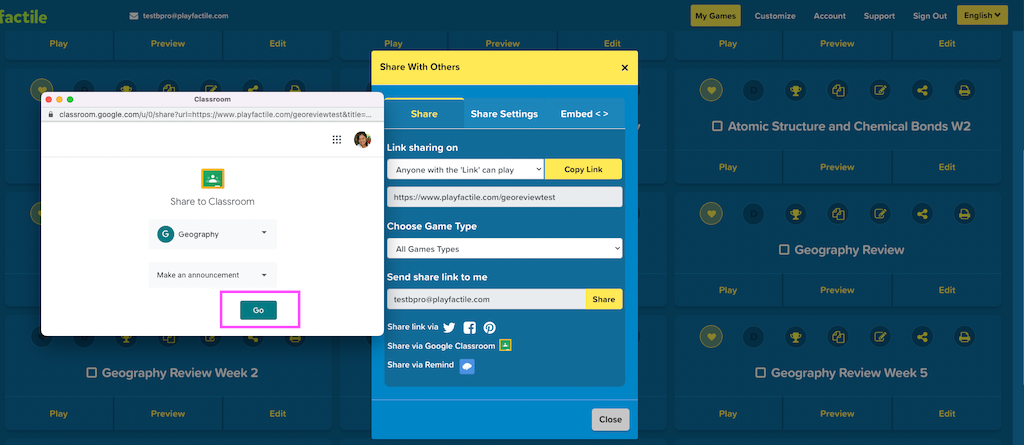 factile
testbpro@playfactile.com
My Games
Customize
Account
Support
Sign Out
English
Play
Preview
Edit
Play
Preview
Edit
Play
Preview
Edit
Classroom
classroom.google.com/u/0/share?url=https://www.playfactile.com/georeviewtest&title=...
Share to Classroom
G
Geography
Make an announcement
Go
Share With Others
×
Share
Share Settings
Embed < >
Link sharing on
Anyone with the 'Link' can play
Copy Link
https://www.playfactile.com/georeviewtest
Choose Game Type
All Games Types
Send share link to me
testbpro@playfactile.com
Share
Share link via
Share via Google Classroom
Share via Remind
Close
Atomic Structure and Chemical Bonds W2
Play
Preview
Edit
Geography Review
Play
Preview
Edit
Geography Review Week 2
Play
Preview
Edit
Geography Review Week 5
Play
Preview
Edit